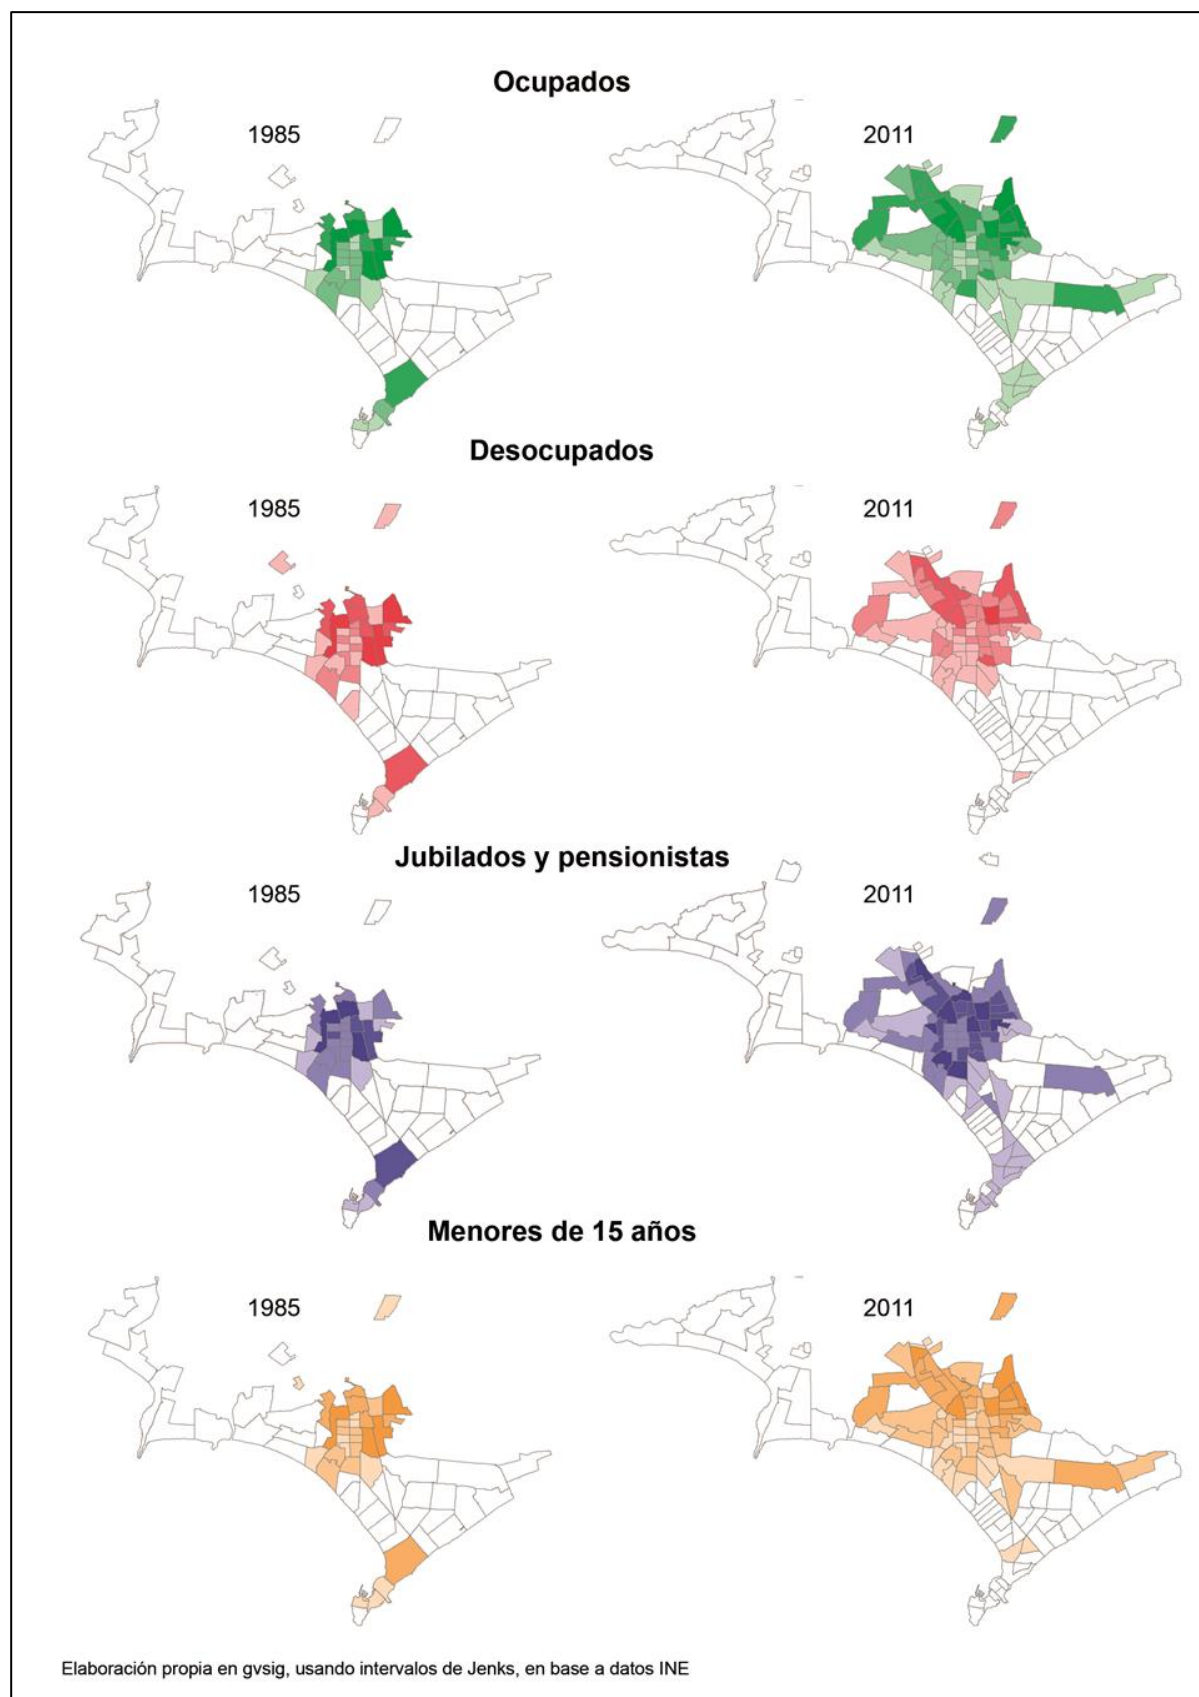 Ocupados
1985
2011
Desocupados
1985
2011
Jubilados y pensionistas
1985
2011
Menores de 15 años
1985
2011
Elaboración propia en gvsig, usando intervalos de Jenks, en base a datos INE